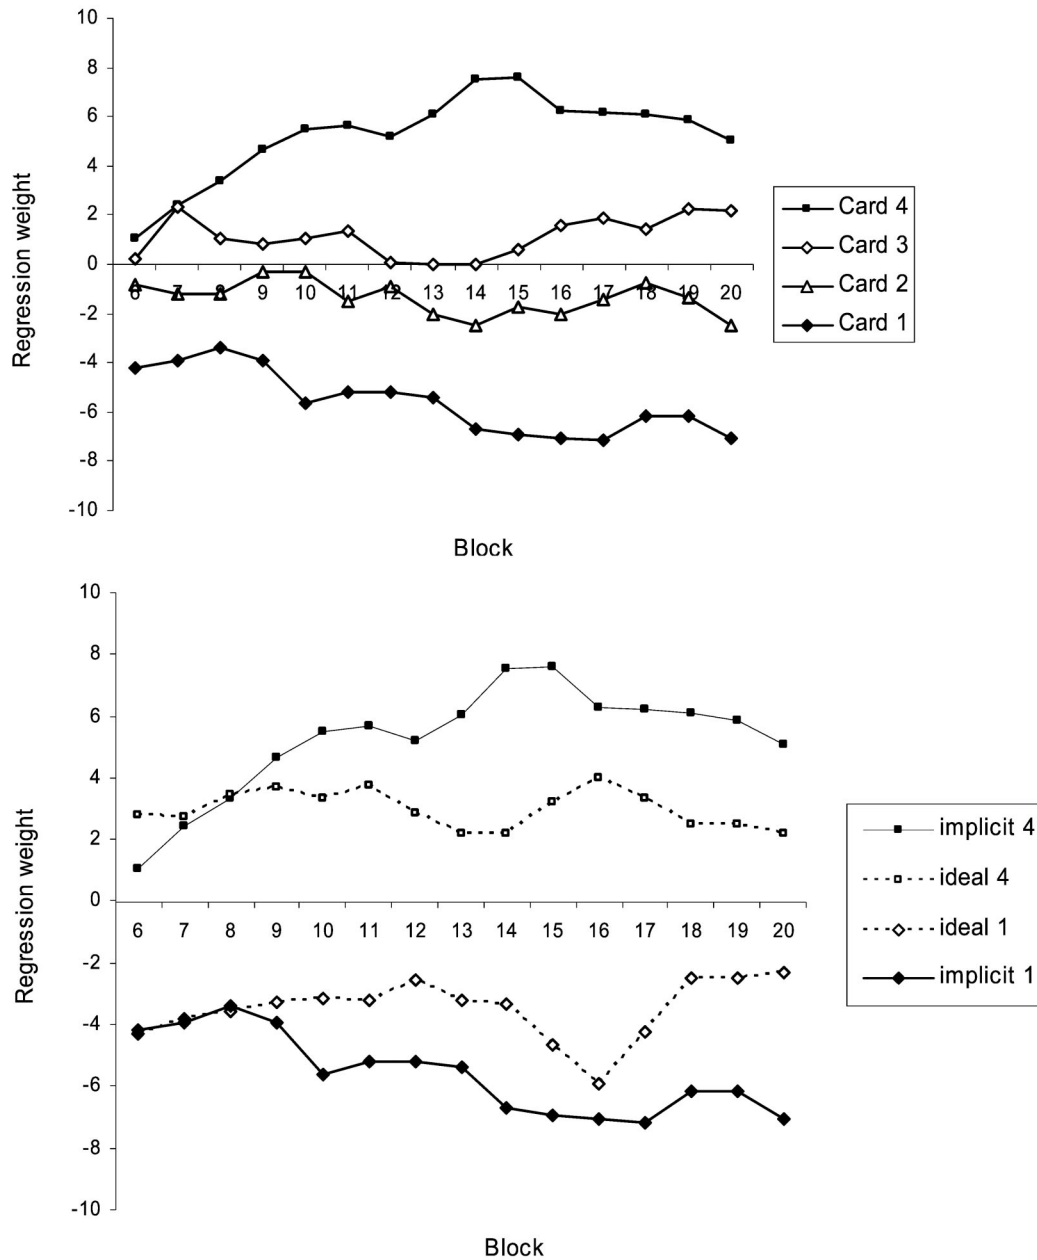 10
8
6
4
2
0
-2
-4
-6
-8
-10
Regression weight
6 7 8 9 10 11 12 13 14 15 16 17 18 19 20
Block
Card 4
Card 3
Card 2
Card 1
10
8
6
4
2
0
-2
-4
-6
-8
-10
Regression weight
6 7 8 9 10 11 12 13 14 15 16 17 18 19 20
Block
implicit 4
ideal 4
ideal 1
implicit 1